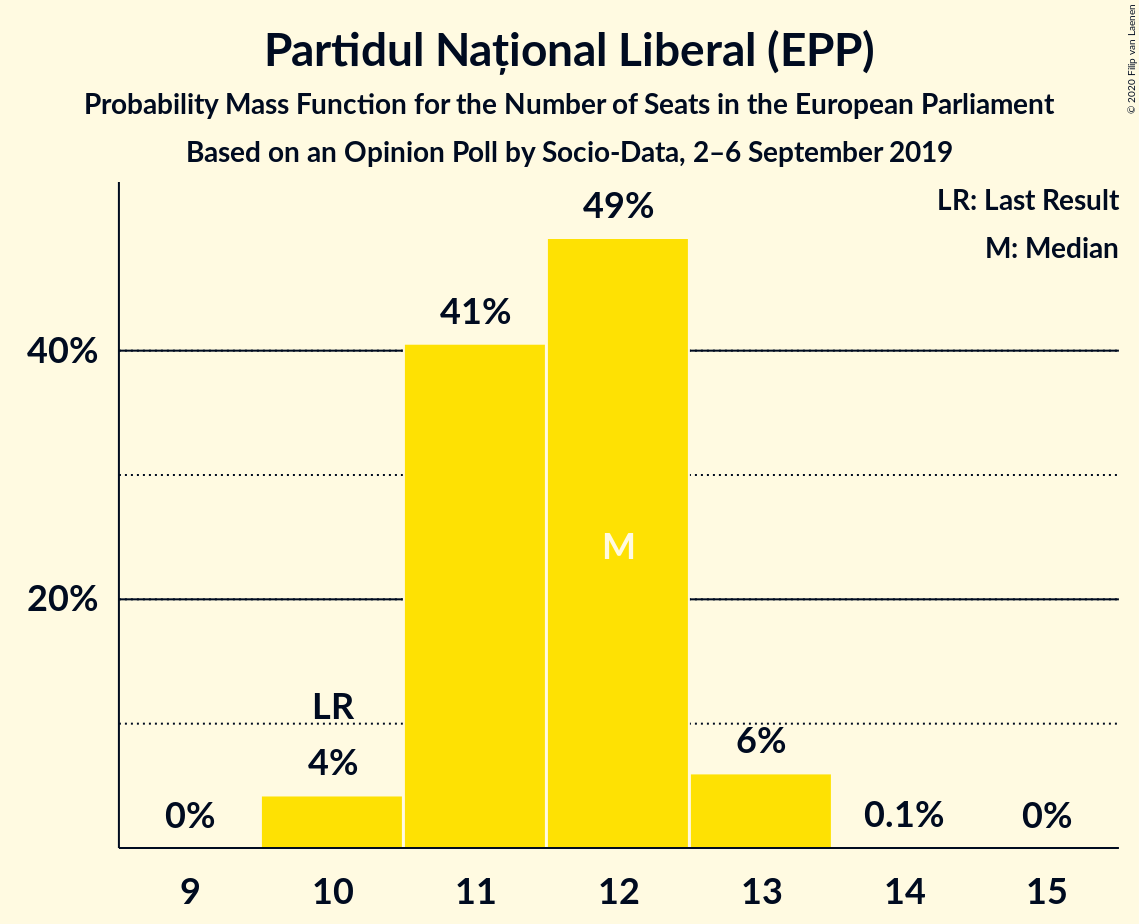 Partidul Național Liberal (EPP)
Probability Mass Function for the Number of Seats in the European Parliament
Based on an Opinion Poll by Socio-Data, 2–6 September 2019
© 2020 Filip van Laenen
LR: Last Result
M: Median
49%
41%
40%
M
20%
LR
4%
6%
0%
0.1%
0%
9 10 11 12 13 14 15